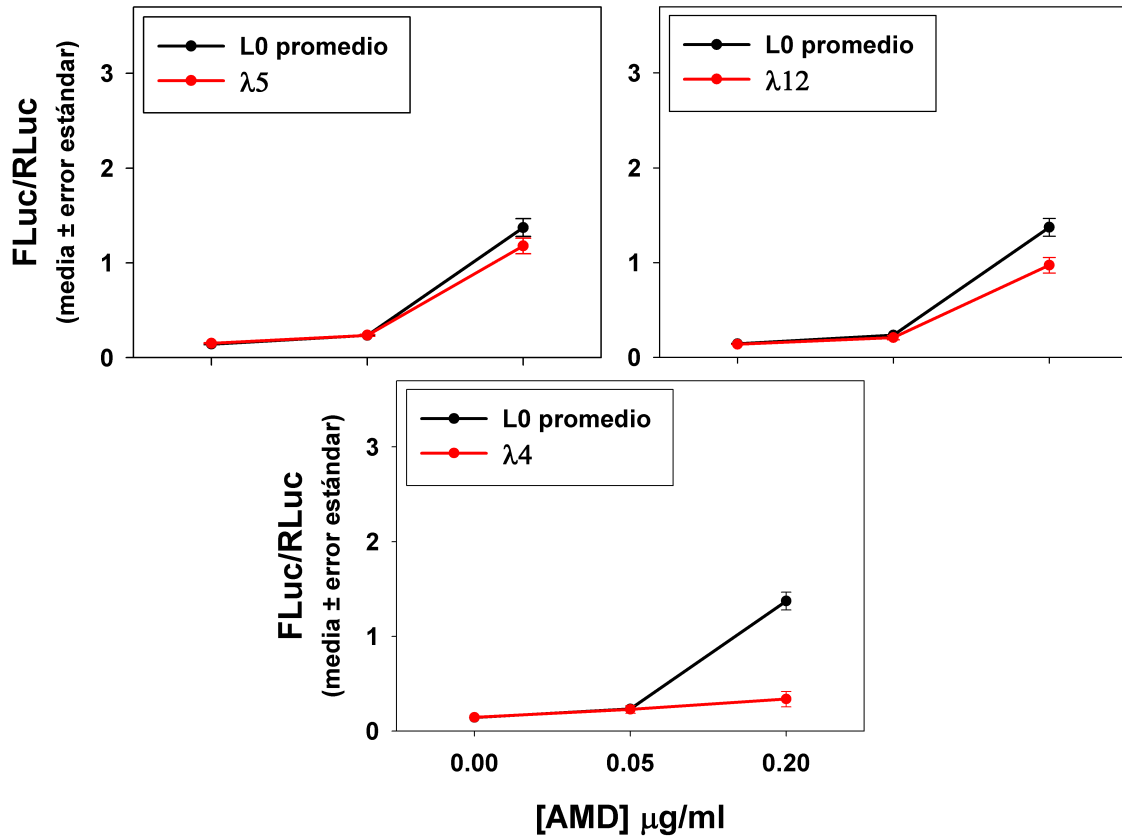 L0 promedio
λ5
FLuc/RLuc
(media ± error estándar)
3
2
1
0
L0 promedio
λ12
3
2
1
0
L0 promedio
λ4
FLuc/RLuc
(media ± error estándar)
3
2
1
0
0.00 0.05 0.20
[AMD] μg/ml